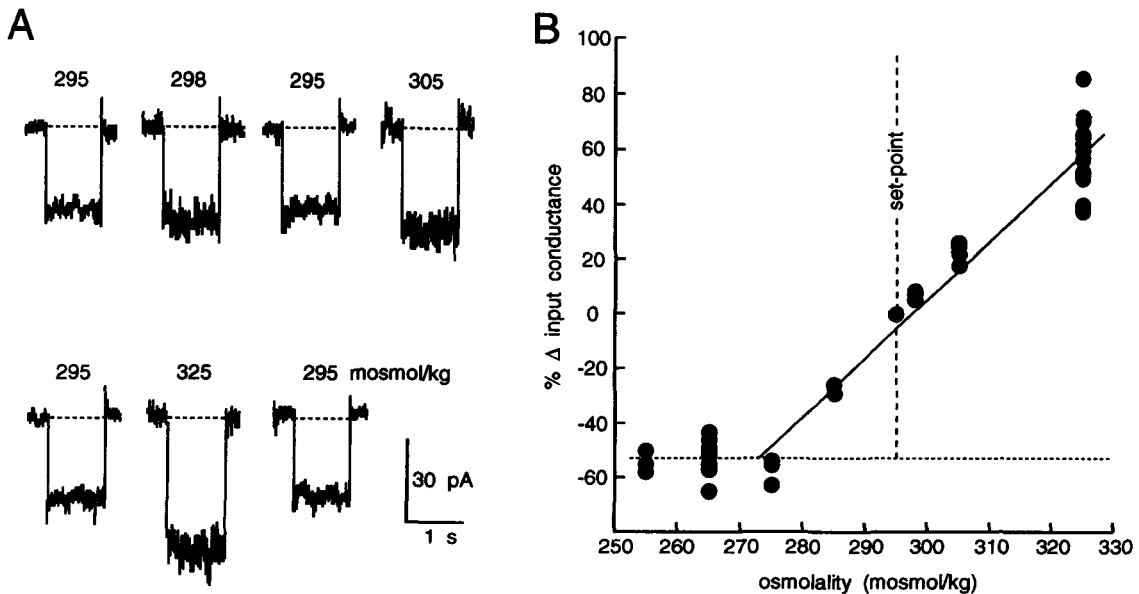 A
295
298
295
305
295
325
295 mosmol/kg
30 pA
1 s
B
% Δ input conductance
100
80
60
40
20
0
-20
-40
-60
set-point
250 260 270 280 290 300 310 320 330
osmolality (mosmol/kg)